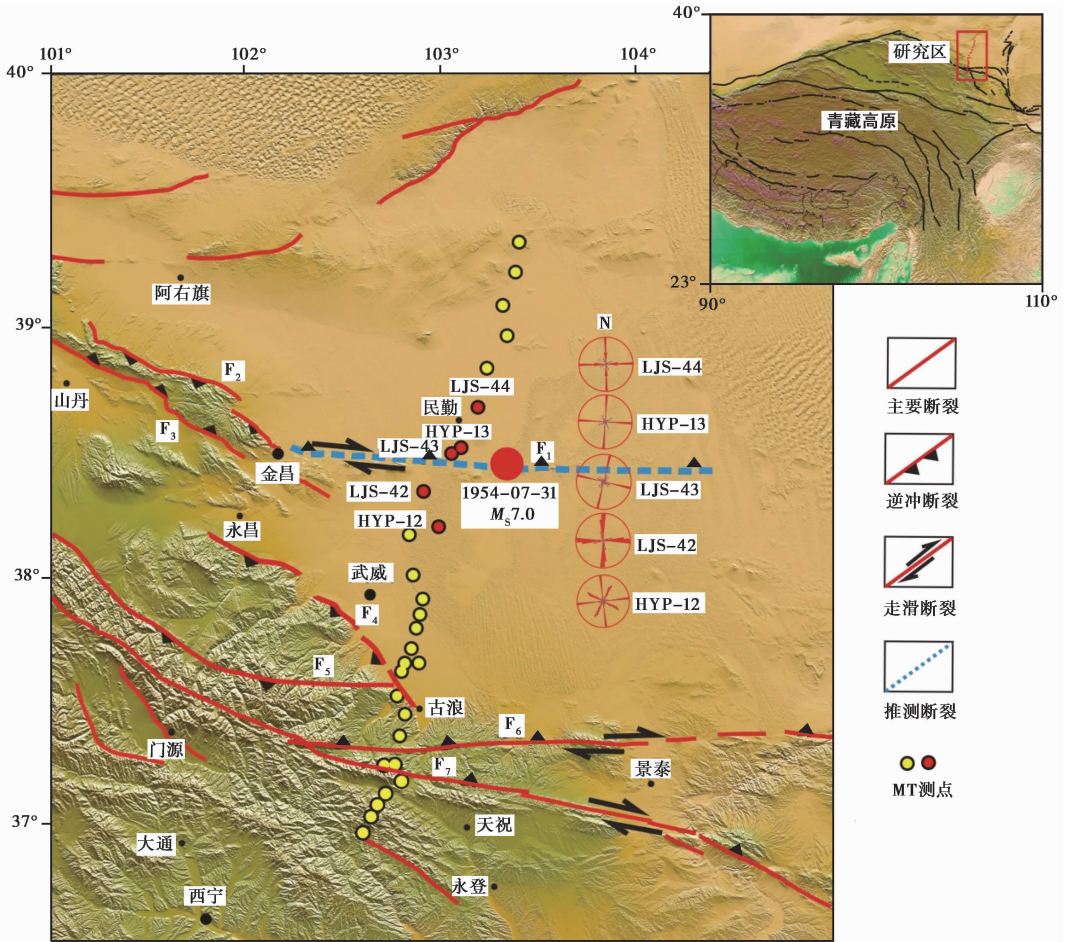 101°
102°
103°
104°
40°
39°
38°
37°
40°
23°
90°
110°
研究区
青藏高原
阿右旗
山丹
F2
F3
金昌
永昌
LJS-44
民勤
HYP-13
LJS-43
F1
LJS-42
1954-07-31
MS7.0
HYP-12
武威
F4
F5
古浪
F6
门源
F7
景泰
大通
天祝
西宁
永登
N
LJS-44
HYP-13
LJS-43
LJS-42
HYP-12
主要断裂
逆冲断裂
走滑断裂
推测断裂
MT测点